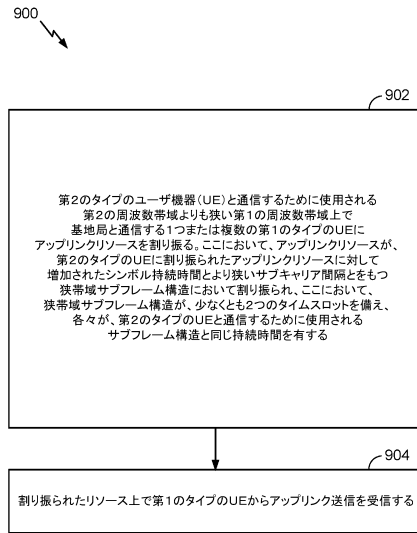 900
902
第2のタイプのユーザ機器(UE)と通信するために使用される
第2の周波数帯域よりも狭い第1の周波数帯域上で
基地局と通信する1つまたは複数の第1のタイプのUEに
アップリンクリソースを割り振る。ここにおいて、アップリンクリソースが、
第2のタイプのUEに割り振られたアップリンクリソースに対して
増加されたシンボル持続時間とより狭いサブキャリア間隔とをもつ
狭帯域サブフレーム構造において割り振られ、ここにおいて、
狭帯域サブフレーム構造が、少なくとも2つのタイムスロットを備え、
各々が、第2のタイプのUEと通信するために使用される
サブフレーム構造と同じ持続時間を有する
904
割り振られたリソース上で第1のタイプのUEからアップリンク送信を受信する